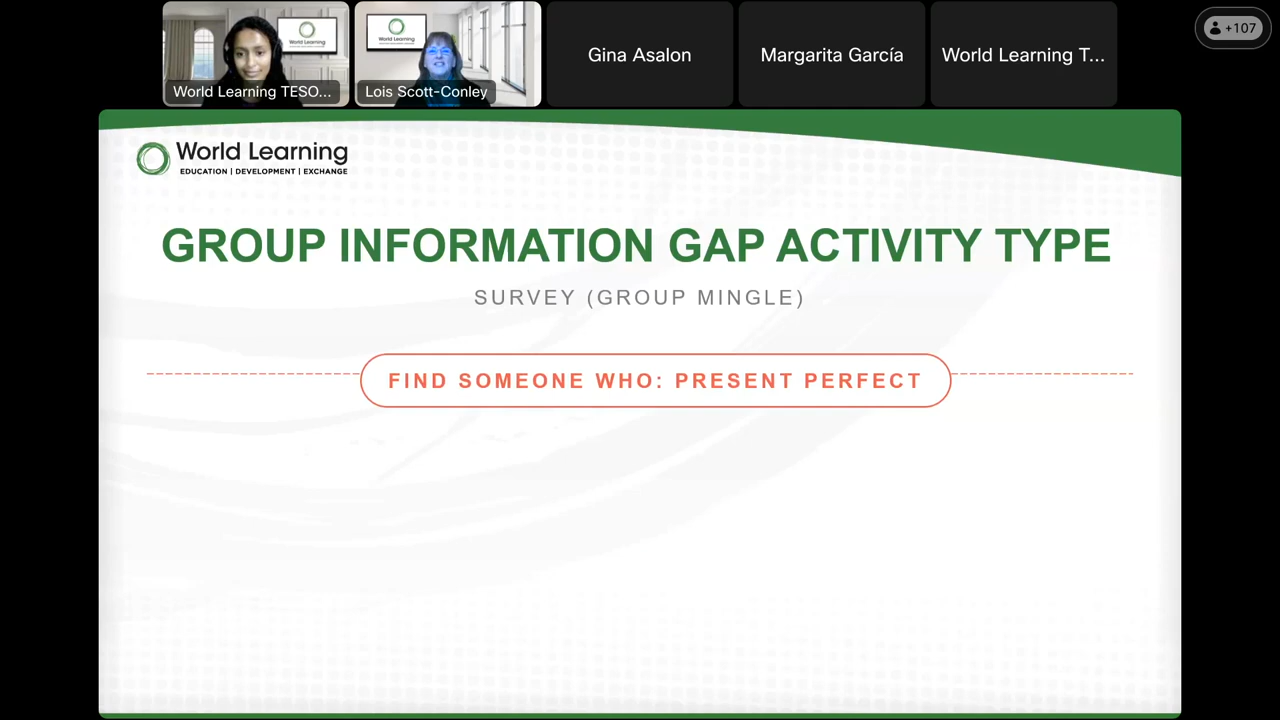 World Learning TESO...
Lois Scott-Conley
Gina Asalon
Margarita García
World Learning T...
+107
World Learning
EDUCATION | DEVELOPMENT | EXCHANGE
GROUP INFORMATION GAP ACTIVITY TYPE
SURVEY (GROUP MINGLE)
FIND SOMEONE WHO: PRESENT PERFECT